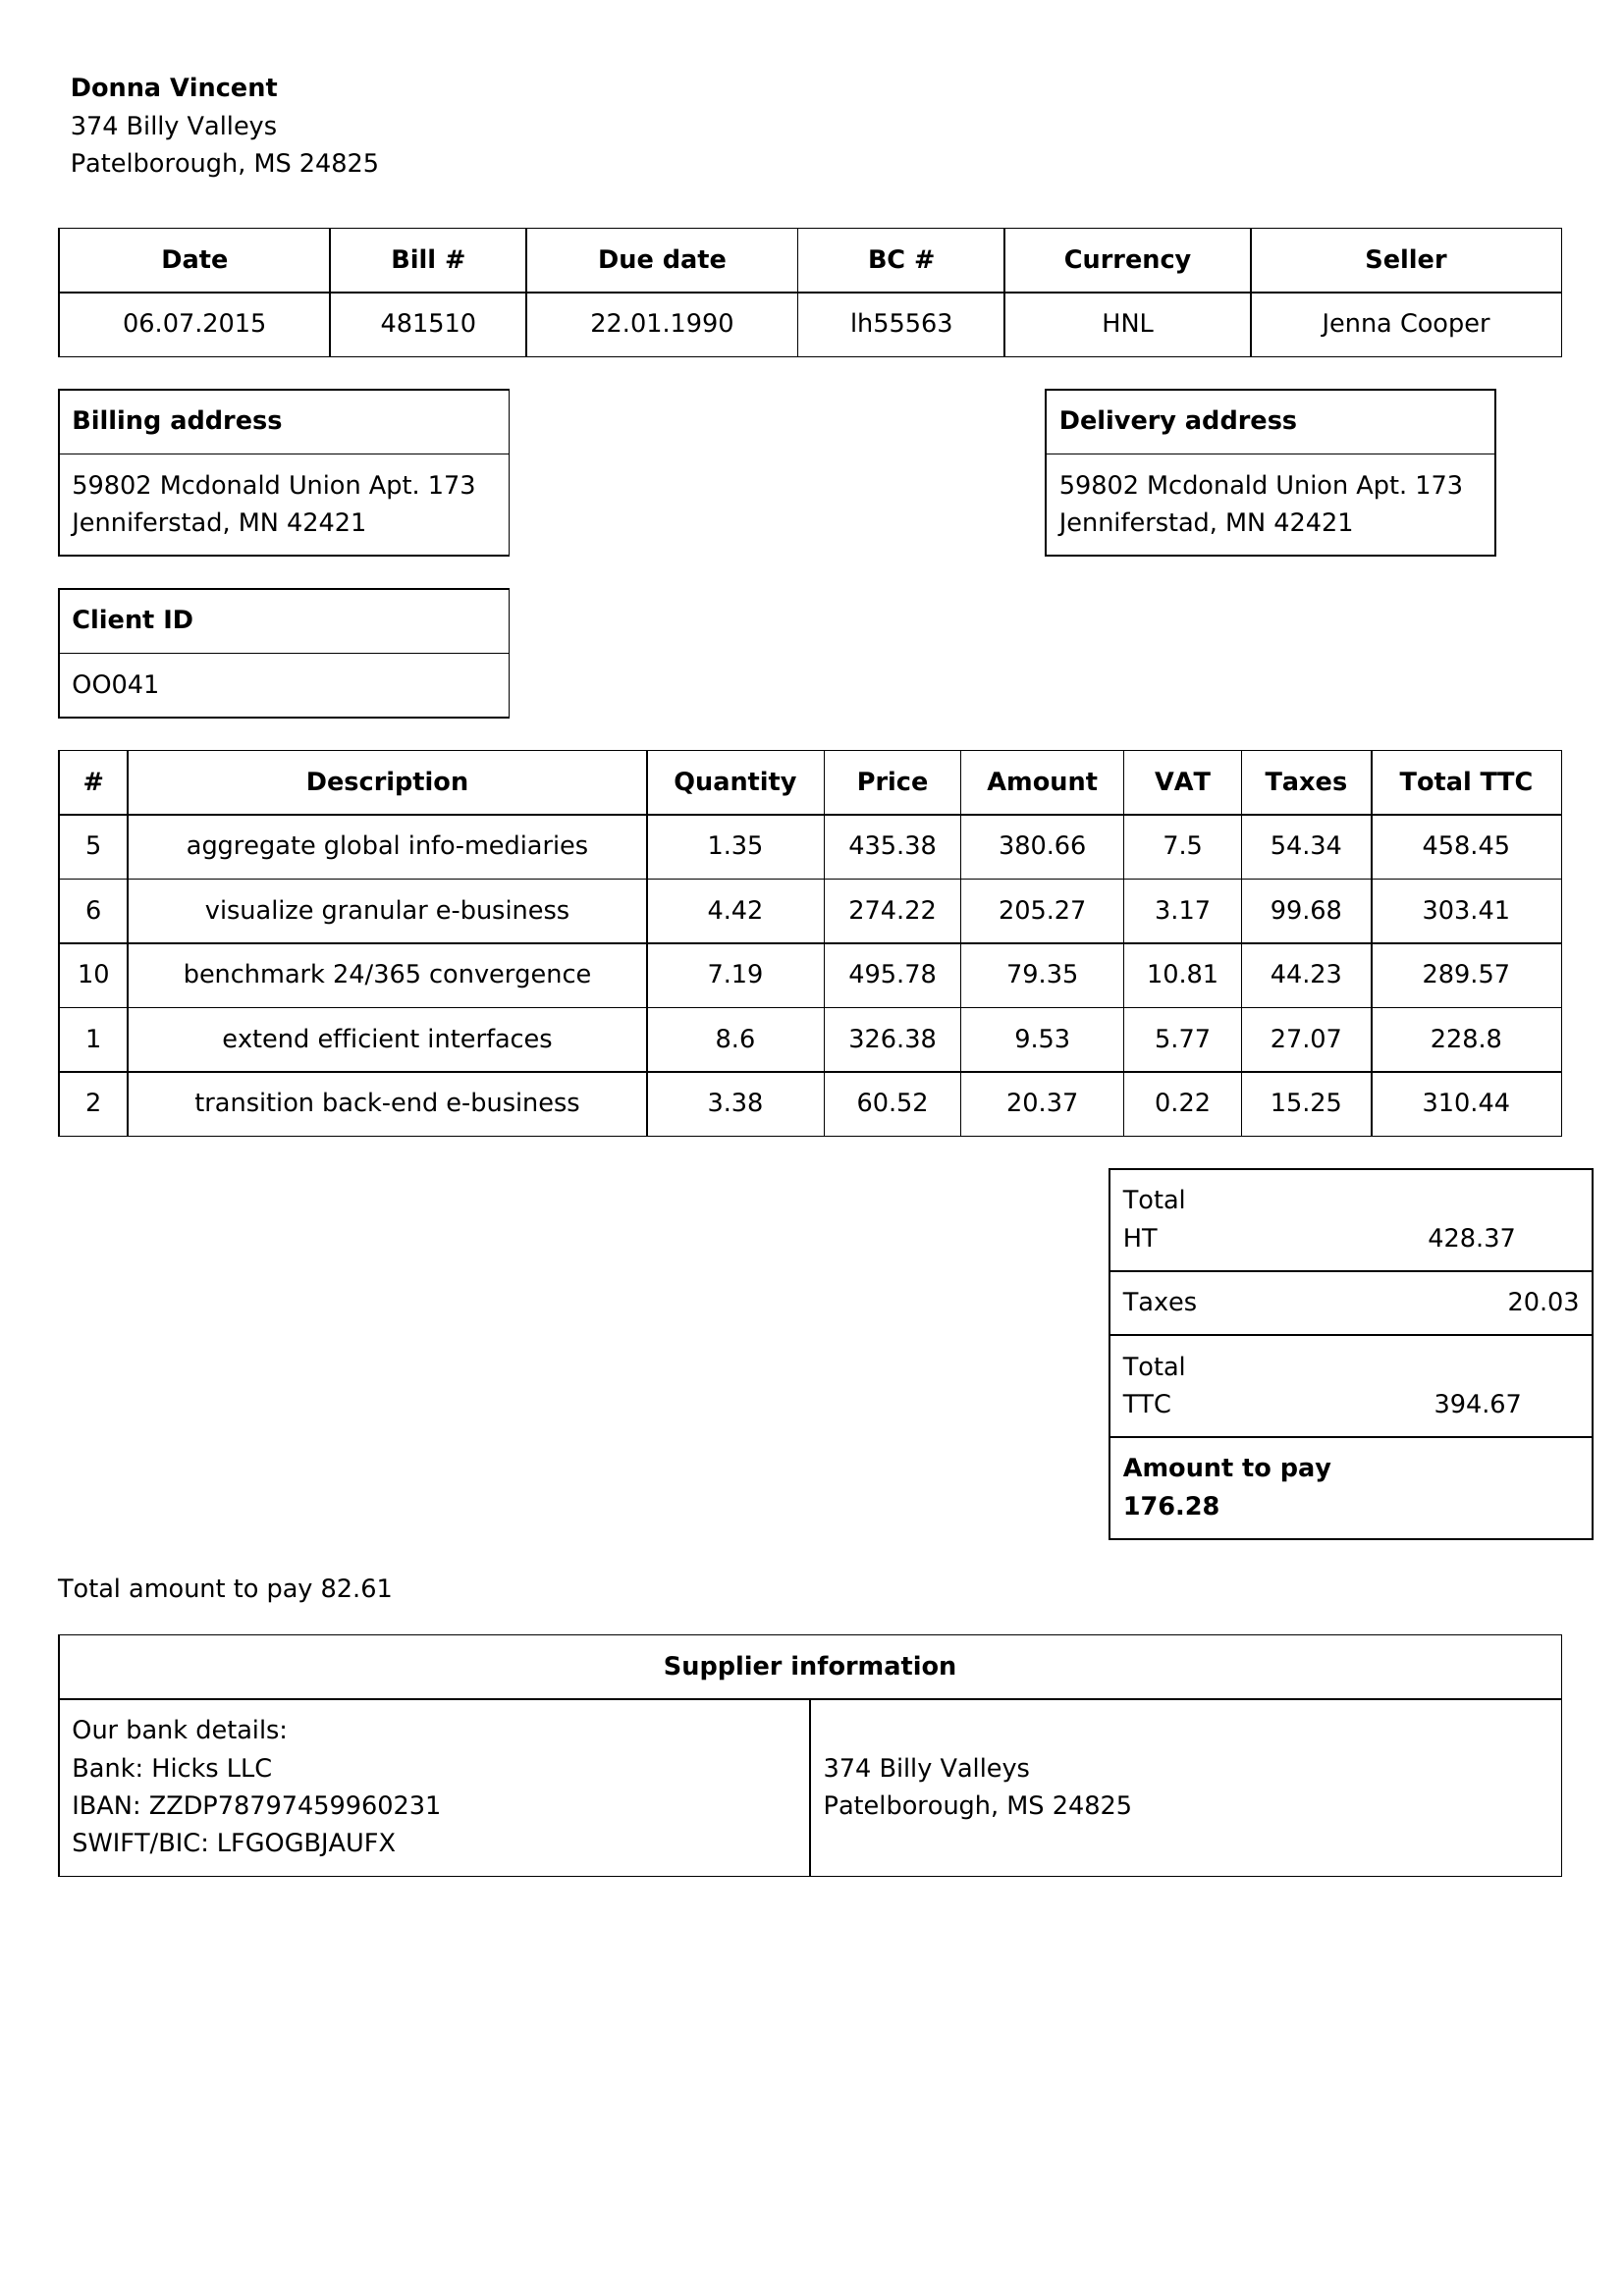 Donna Vincent
374 Billy Valleys
Patelborough, MS 24825
Date Bill # Due date BC # Currency Seller
06.07.2015 481510 22.01.1990 lh55563 HNL Jenna Cooper
Billing address
59802 Mcdonald Union Apt. 173
Jenniferstad, MN 42421
Delivery address
59802 Mcdonald Union Apt. 173
Jenniferstad, MN 42421
Client ID
OO041
# Description Quantity Price Amount VAT Taxes Total TTC
5 aggregate global info-mediaries 1.35 435.38 380.66 7.5 54.34 458.45
6 visualize granular e-business 4.42 274.22 205.27 3.17 99.68 303.41
10 benchmark 24/365 convergence 7.19 495.78 79.35 10.81 44.23 289.57
1 extend efficient interfaces 8.6 326.38 9.53 5.77 27.07 228.8
2 transition back-end e-business 3.38 60.52 20.37 0.22 15.25 310.44
Total
HT 428.37
Taxes 20.03
Total
TTC 394.67
Amount to pay
176.28
Total amount to pay 82.61
Supplier information
Our bank details:
Bank: Hicks LLC
IBAN: ZZDP78797459960231
SWIFT/BIC: LFGOGBJAUFX
374 Billy Valleys
Patelborough, MS 24825